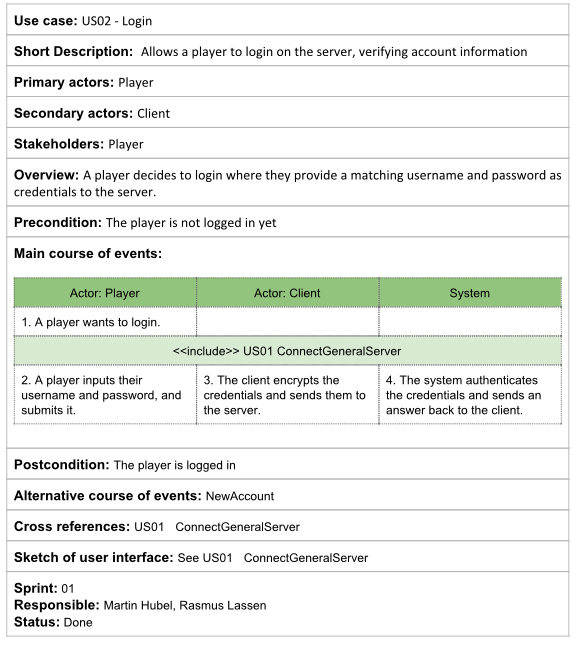 Use case: US02 - Login
Short Description: Allows a player to login on the server, verifying account information
Primary actors: Player
Secondary actors: Client
Stakeholders: Player
Overview: A player decides to login where they provide a matching username and password as
credentials to the server.
Precondition: The player is not logged in yet
Main course of events:
Actor: Player
Actor: Client
System
1. A player wants to login.
<<include>> US01 ConnectGeneralServer
2. A player inputs their
username and password, and
submits it.
3. The client encrypts the
credentials and sends them to
the server.
4. The system authenticates
the credentials and sends an
answer back to the client.
Postcondition: The player is logged in
Alternative course of events: NewAccount
Cross references: US01 ConnectGeneralServer
Sketch of user interface: See US01 ConnectGeneralServer
Sprint: 01
Responsible: Martin Hubel, Rasmus Lassen
Status: Done